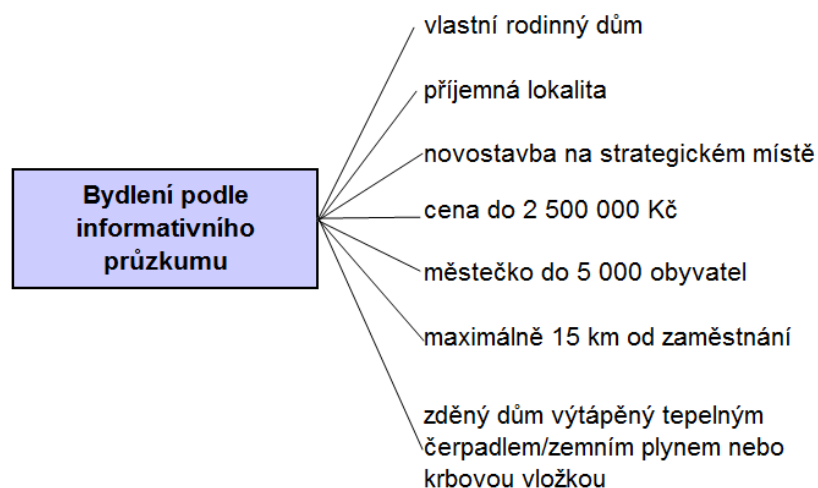 vlastní rodinný dům
příjemná lokalita
novostavba na strategickém místě
Bydlení podle
informativního
průzkumu
cena do 2 500 000 Kč
městečko do 5 000 obyvatel
maximálně 15 km od zaměstnání
zděný dům výtápěný tepelným
čerpadlem/zemním plynem nebo
krbovou vložkou